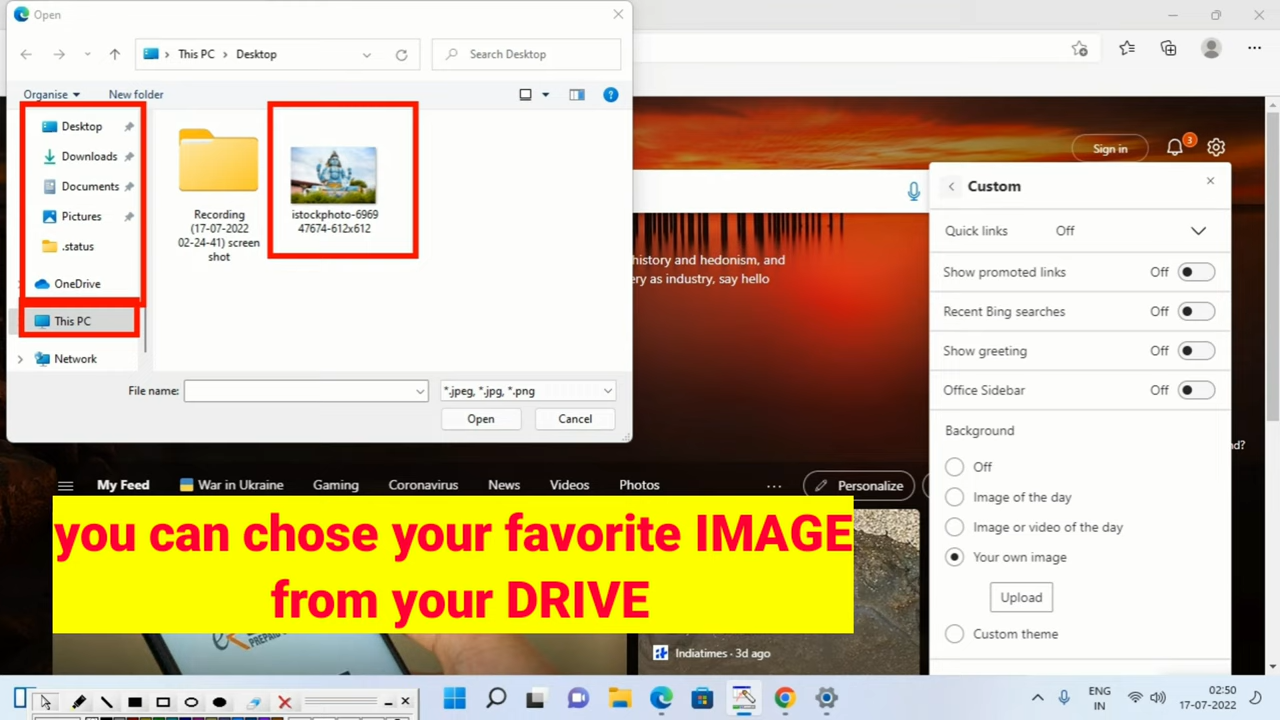 Open
This PC > Desktop
Search Desktop
Organise
New folder
Desktop
Downloads
Documents
Pictures
.status
OneDrive
This PC
Network
Recording
(17-07-2022
02-24-41) screen
shot
istockphoto-6969
47674-612x612
File name:
*.jpeg, *.jpg, *.png
Open
Cancel
Sign in
3
history and hedonism, and
ery as industry, say hello
Custom
Quick links Off
Show promoted links Off
Recent Bing searches Off
Show greeting Off
Office Sidebar Off
Background
Off
Image of the day
Image or video of the day
Your own image
Upload
Custom theme
nd?
My Feed
War in Ukraine
Gaming
Coronavirus
News
Videos
Photos
...
Personalize
you can chose your favorite IMAGE
from your DRIVE
PREPAID
Indiatimes · 3d ago
ENG
IN
02:50
17-07-2022